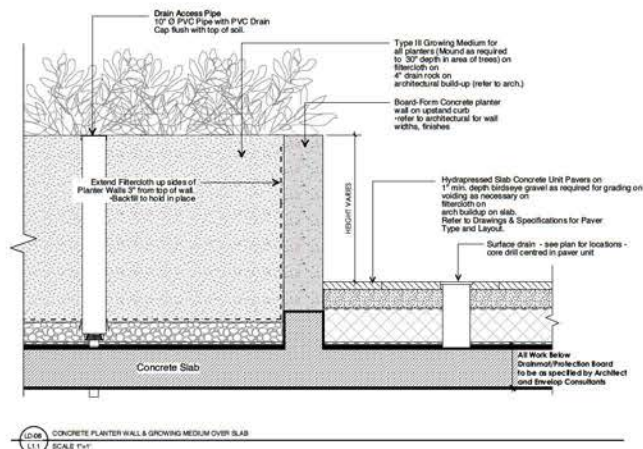 Drain Access Pipe
10" Ø PVC Pipe with PVC Drain
Cap flush with top of soil.
Type III Growing Medium for
all planters (Mound as required
to 30" depth in area of trees) on
filtercloth on
4" drain rock on
architectural build-up (refer to arch.)
Board-Form Concrete planter
wall on upstand curb
-refer to architectural for wall
widths, finishes
Extend Filtercloth up sides of
Planter Walls 3" from top of wall.
-Backfill to hold in place
HEIGHT VARIES
Hydrapressed Slab Concrete Unit Pavers on
1" min. depth birdseye gravel as required for grading on
voiding as necessary on
filtercloth on
arch buildup on slab.
Refer to Drawings & Specifications for Paver
Type and Layout.
Surface drain - see plan for locations -
core drill centred in paver unit
Concrete Slab
All Work Below
Drainmat/Protection Board
to be as specified by Architect
and Envelop Consultants
LD-08
CONCRETE PLANTER WALL & GROWING MEDIUM OVER SLAB
L1.1
SCALE 1"=1'